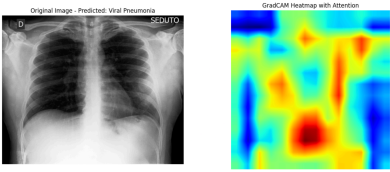 Original Image - Predicted: Viral Pneumonia
GradCAM Heatmap with Attention
D
SEDUTO